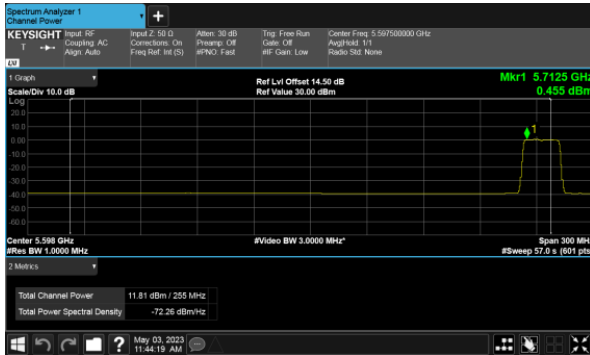 Spectrum Analyzer 1
Channel Power
KEYSIGHT
Input: RF
Coupling: AC
Align: Auto
Input Z: 50 Ω
Corrections: On
Freq Ref: Int (S)
Atten: 30 dB
Preamp: Off
#PNO: Fast
Trig: Free Run
Gate: Off
#IF Gain: Low
Center Freq: 5.597500000 GHz
Avg|Hold: 1/1
Radio Std: None
T
LXI
1 Graph
Scale/Div 10.0 dB
Ref Lvl Offset 14.50 dB
Ref Value 30.00 dBm
Mkr1 5.7125 GHz
0.455 dBm
Log
20.0
10.0
0.00
-10.0
-20.0
-30.0
-40.0
-50.0
-60.0
1
Center 5.598 GHz
#Res BW 1.0000 MHz
#Video BW 3.0000 MHz*
Span 300 MHz
#Sweep 57.0 s (601 pts)
2 Metrics
Total Channel Power 11.81 dBm / 255 MHz
Total Power Spectral Density -72.26 dBm/Hz
?
May 03, 2023
11:44:19 AM